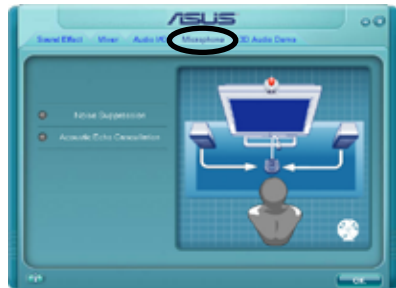 ASUS
Sound Effect Mixer Audio I/O Microphone 3D Audio Demo
Noise Suppression
Acoustic Echo Cancellation
OK